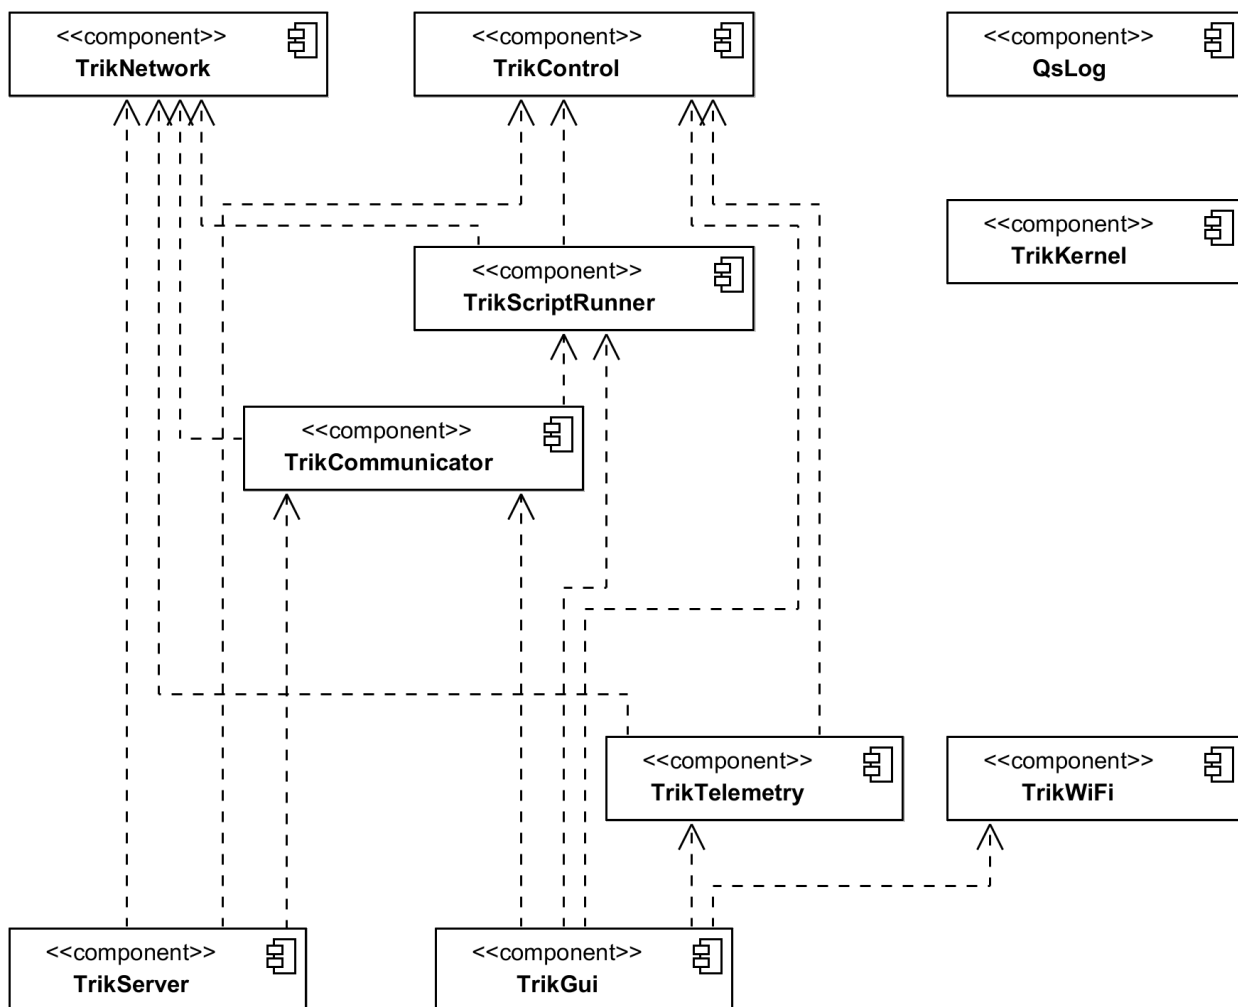 <<component>>
TrikNetwork
<<component>>
TrikControl
<<component>>
QsLog
<<component>>
TrikKernel
<<component>>
TrikScriptRunner
<<component>>
TrikCommunicator
<<component>>
TrikTelemetry
<<component>>
TrikWiFi
<<component>>
TrikServer
<<component>>
TrikGui